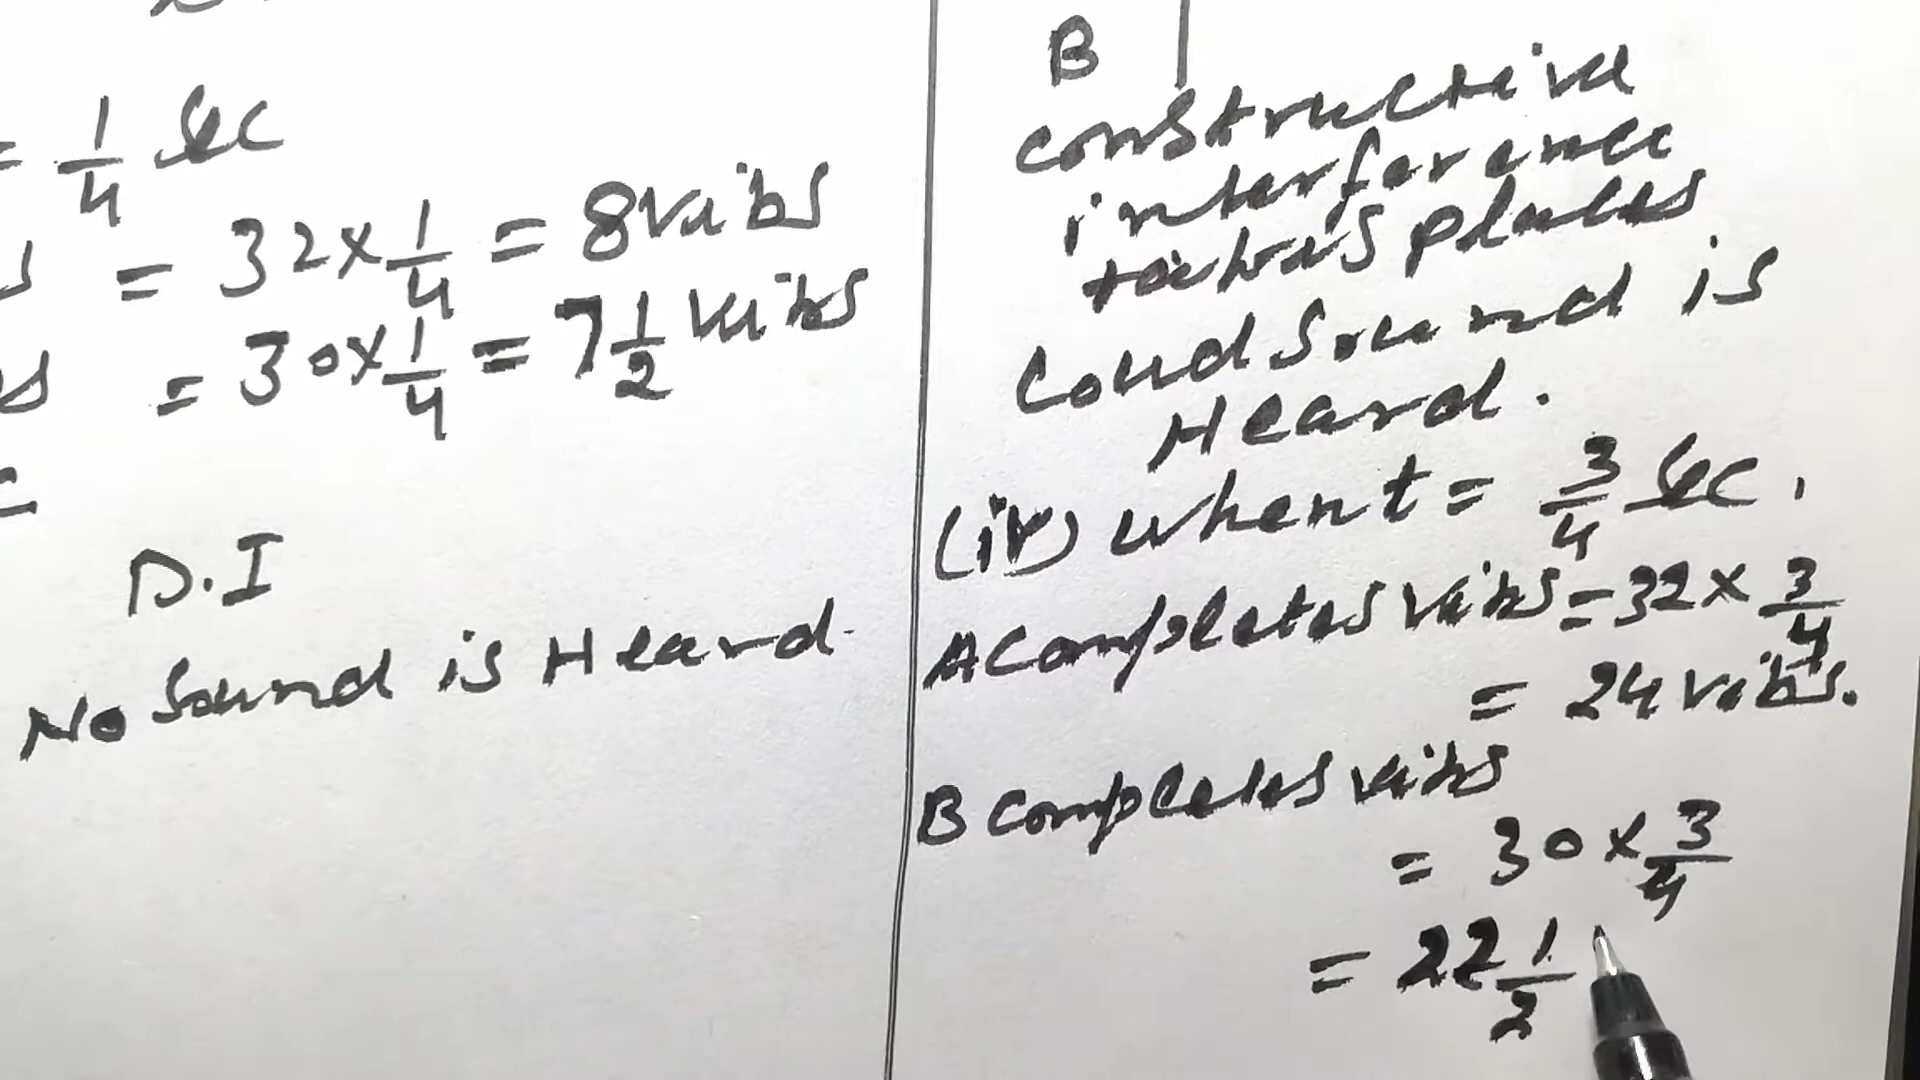 = 1/4 sec
s = 32 x 1/4 = 8 vibs
s = 30 x 1/4 = 7 1/2 vibs
D.I
No Sound is Heard.
B
constructive
interference
places
Loud Sound is
Heard.
(iv) when t = 3/4 sec.
A Completes vibs = 32 x 3/4
= 24 vibs.
B Completes vibs
= 30 x 3/4
= 22 1/2